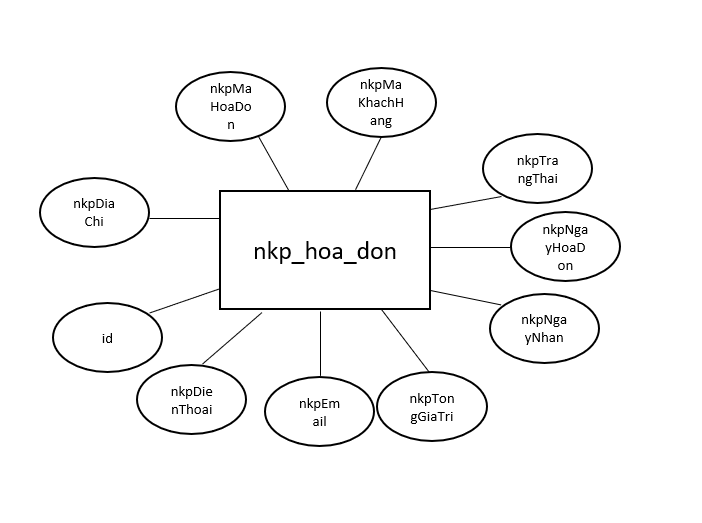 nkpMa
HoaDo
n
nkpMa
KhachH
ang
nkpTra
ngThai
nkpDia
Chi
nkpNga
yHoaD
on
nkp_hoa_don
id
nkpNga
yNhan
nkpDie
nThoai
nkpEm
ail
nkpTon
gGiaTri